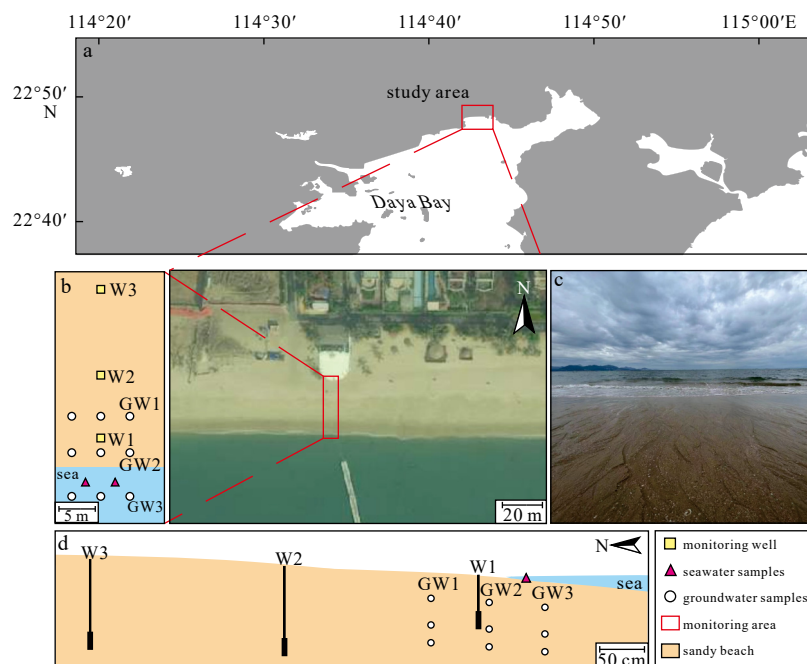 114°20′ 114°30′ 114°40′ 114°50′ 115°00′ E
a
22°50′
N
study area
22°40′
Daya Bay
b
W3
W2
GW1
W1
GW2
sea
GW3
5 m
N
20 m
c
d
W3
W2
W1
N
GW1
GW2
GW3
sea
50 cm
monitoring well
seawater samples
groundwater samples
monitoring area
sandy beach